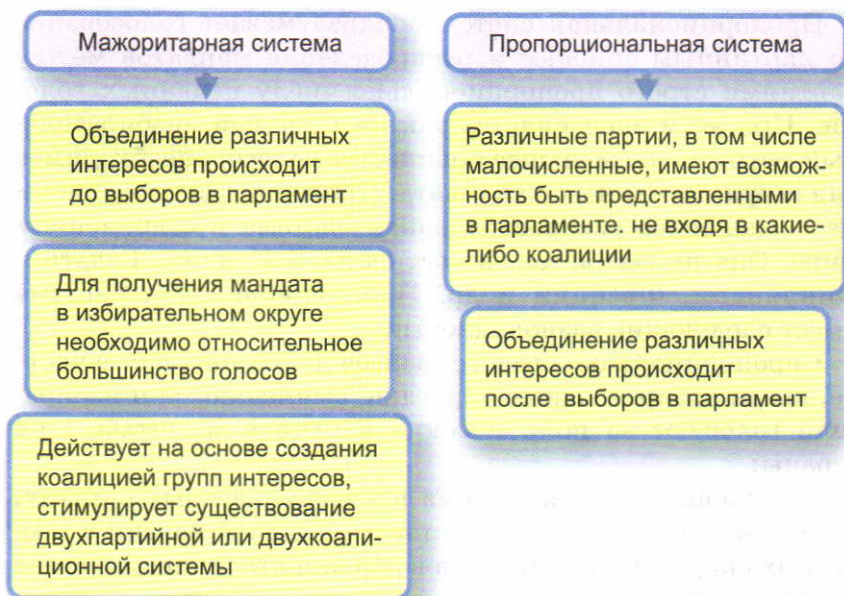 Мажоритарная система
Объединение различных
интересов происходит
до выборов в парламент
Для получения мандата
в избирательном округе
необходимо относительное
большинство голосов
Действует на основе создания
коалицией групп интересов,
стимулирует существование
двухпартийной или двухкоали-
ционной системы
Пропорциональная система
Различные партии, в том числе
малочисленные, имеют возмож-
ность быть представленными
в парламенте. не входя в какие-
либо коалиции
Объединение различных
интересов происходит
после выборов в парламент